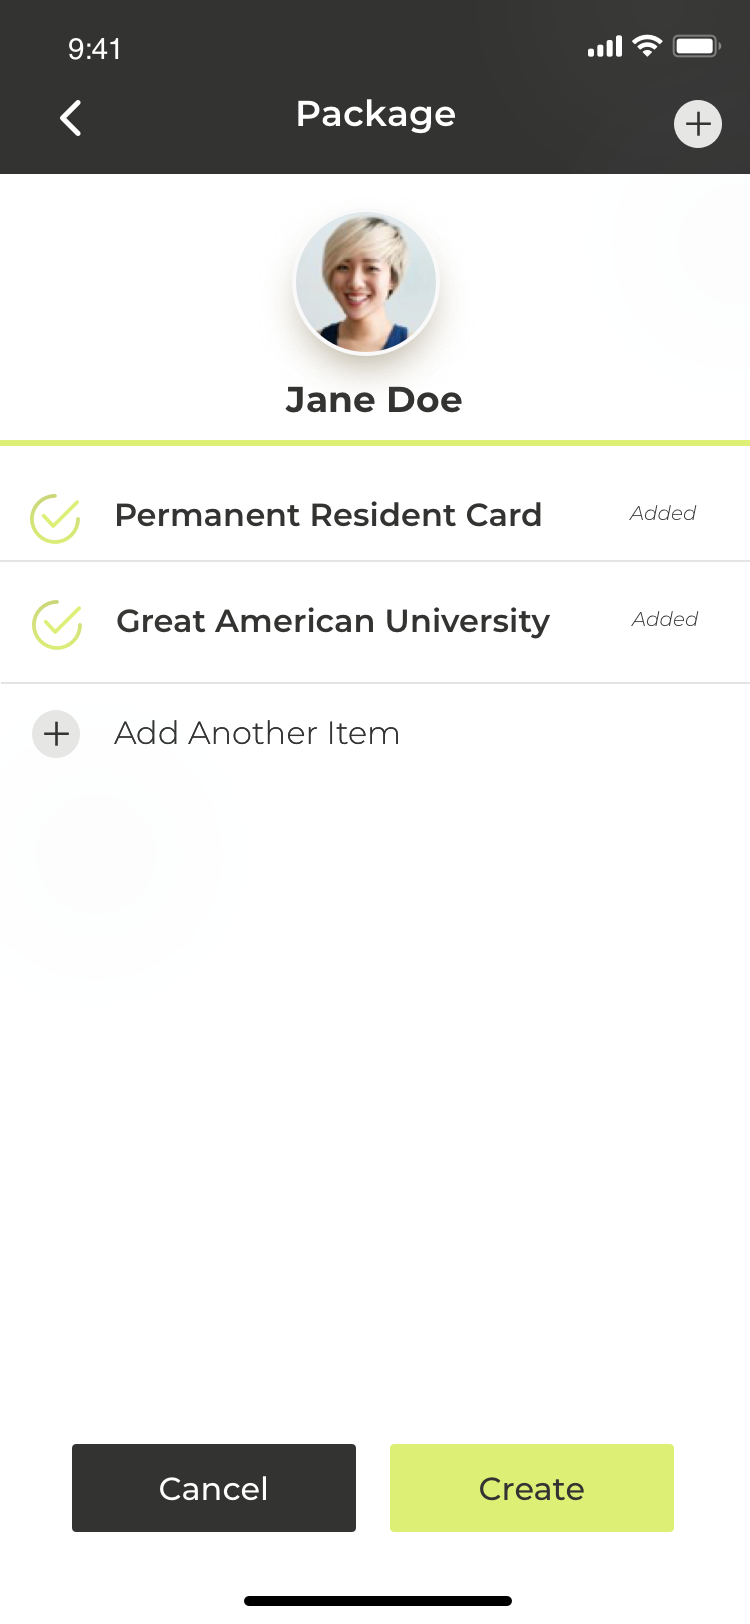 9:41
Package
Jane Doe
Permanent Resident Card
Added
Great American University
Added
Add Another Item
Cancel
Create